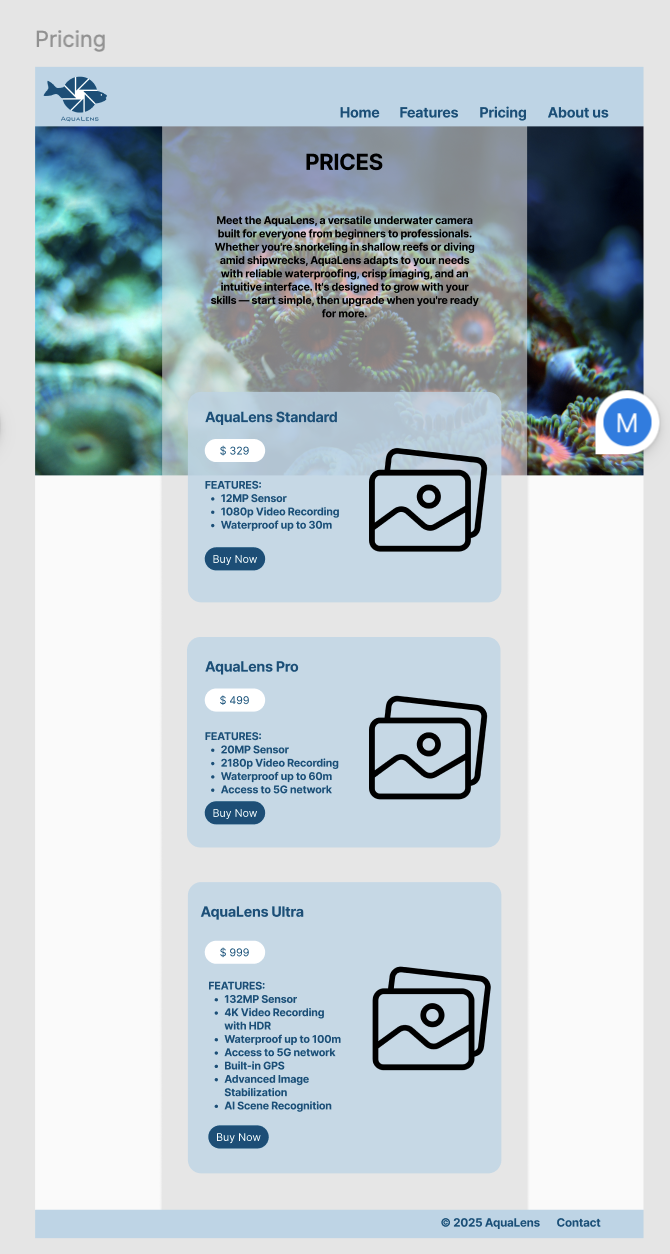 Pricing
AQUALENS
Home Features Pricing About us
PRICES
Meet the AquaLens, a versatile underwater camera
built for everyone from beginners to professionals.
Whether you're snorkeling in shallow reefs or diving
amid shipwrecks, AquaLens adapts to your needs
with reliable waterproofing, crisp imaging, and an
intuitive interface. It's designed to grow with your
skills — start simple, then upgrade when you're ready
for more.
M
AquaLens Standard
$ 329
FEATURES:
• 12MP Sensor
• 1080p Video Recording
• Waterproof up to 30m
Buy Now
AquaLens Pro
$ 499
FEATURES:
• 20MP Sensor
• 2180p Video Recording
• Waterproof up to 60m
• Access to 5G network
Buy Now
AquaLens Ultra
$ 999
FEATURES:
• 132MP Sensor
• 4K Video Recording
with HDR
• Waterproof up to 100m
• Access to 5G network
• Built-in GPS
• Advanced Image
Stabilization
• AI Scene Recognition
Buy Now
© 2025 AquaLens Contact